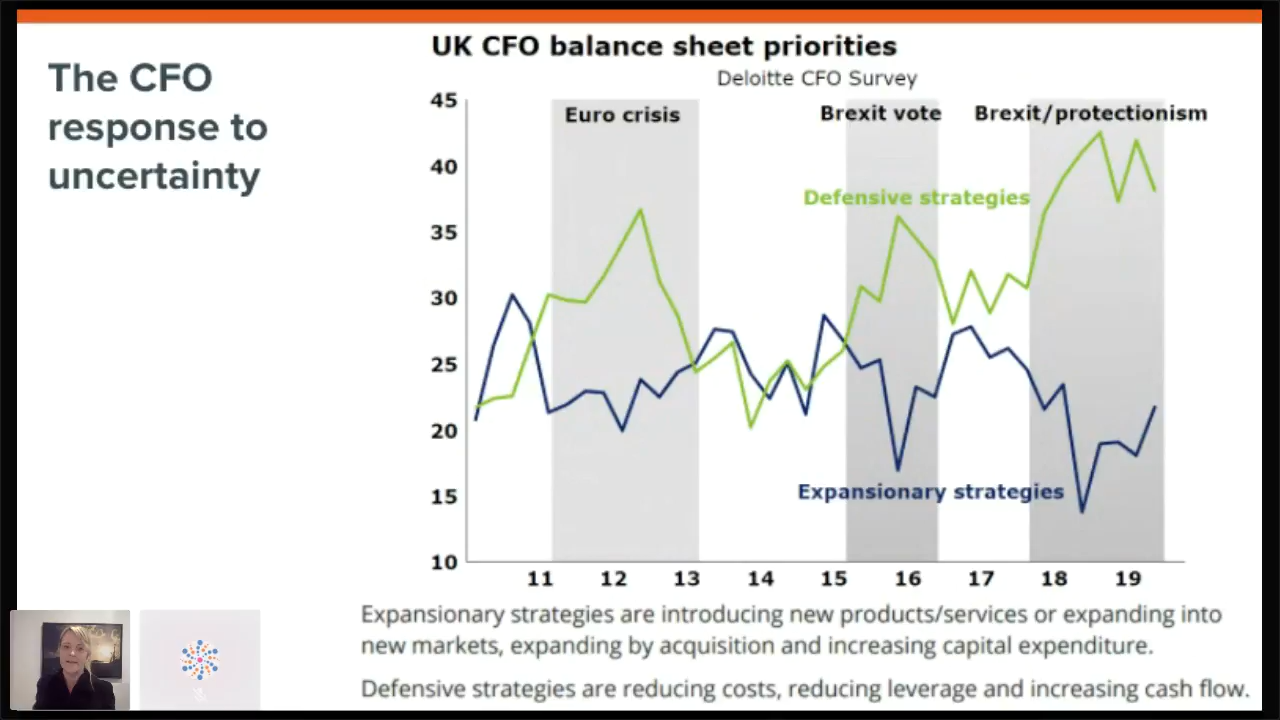 The CFO
response to
uncertainty
UK CFO balance sheet priorities
Deloitte CFO Survey
45
40
35
30
25
20
15
10
Euro crisis
Brexit vote
Brexit/protectionism
Defensive strategies
Expansionary strategies
11 12 13 14 15 16 17 18 19
Expansionary strategies are introducing new products/services or expanding into
new markets, expanding by acquisition and increasing capital expenditure.
Defensive strategies are reducing costs, reducing leverage and increasing cash flow.